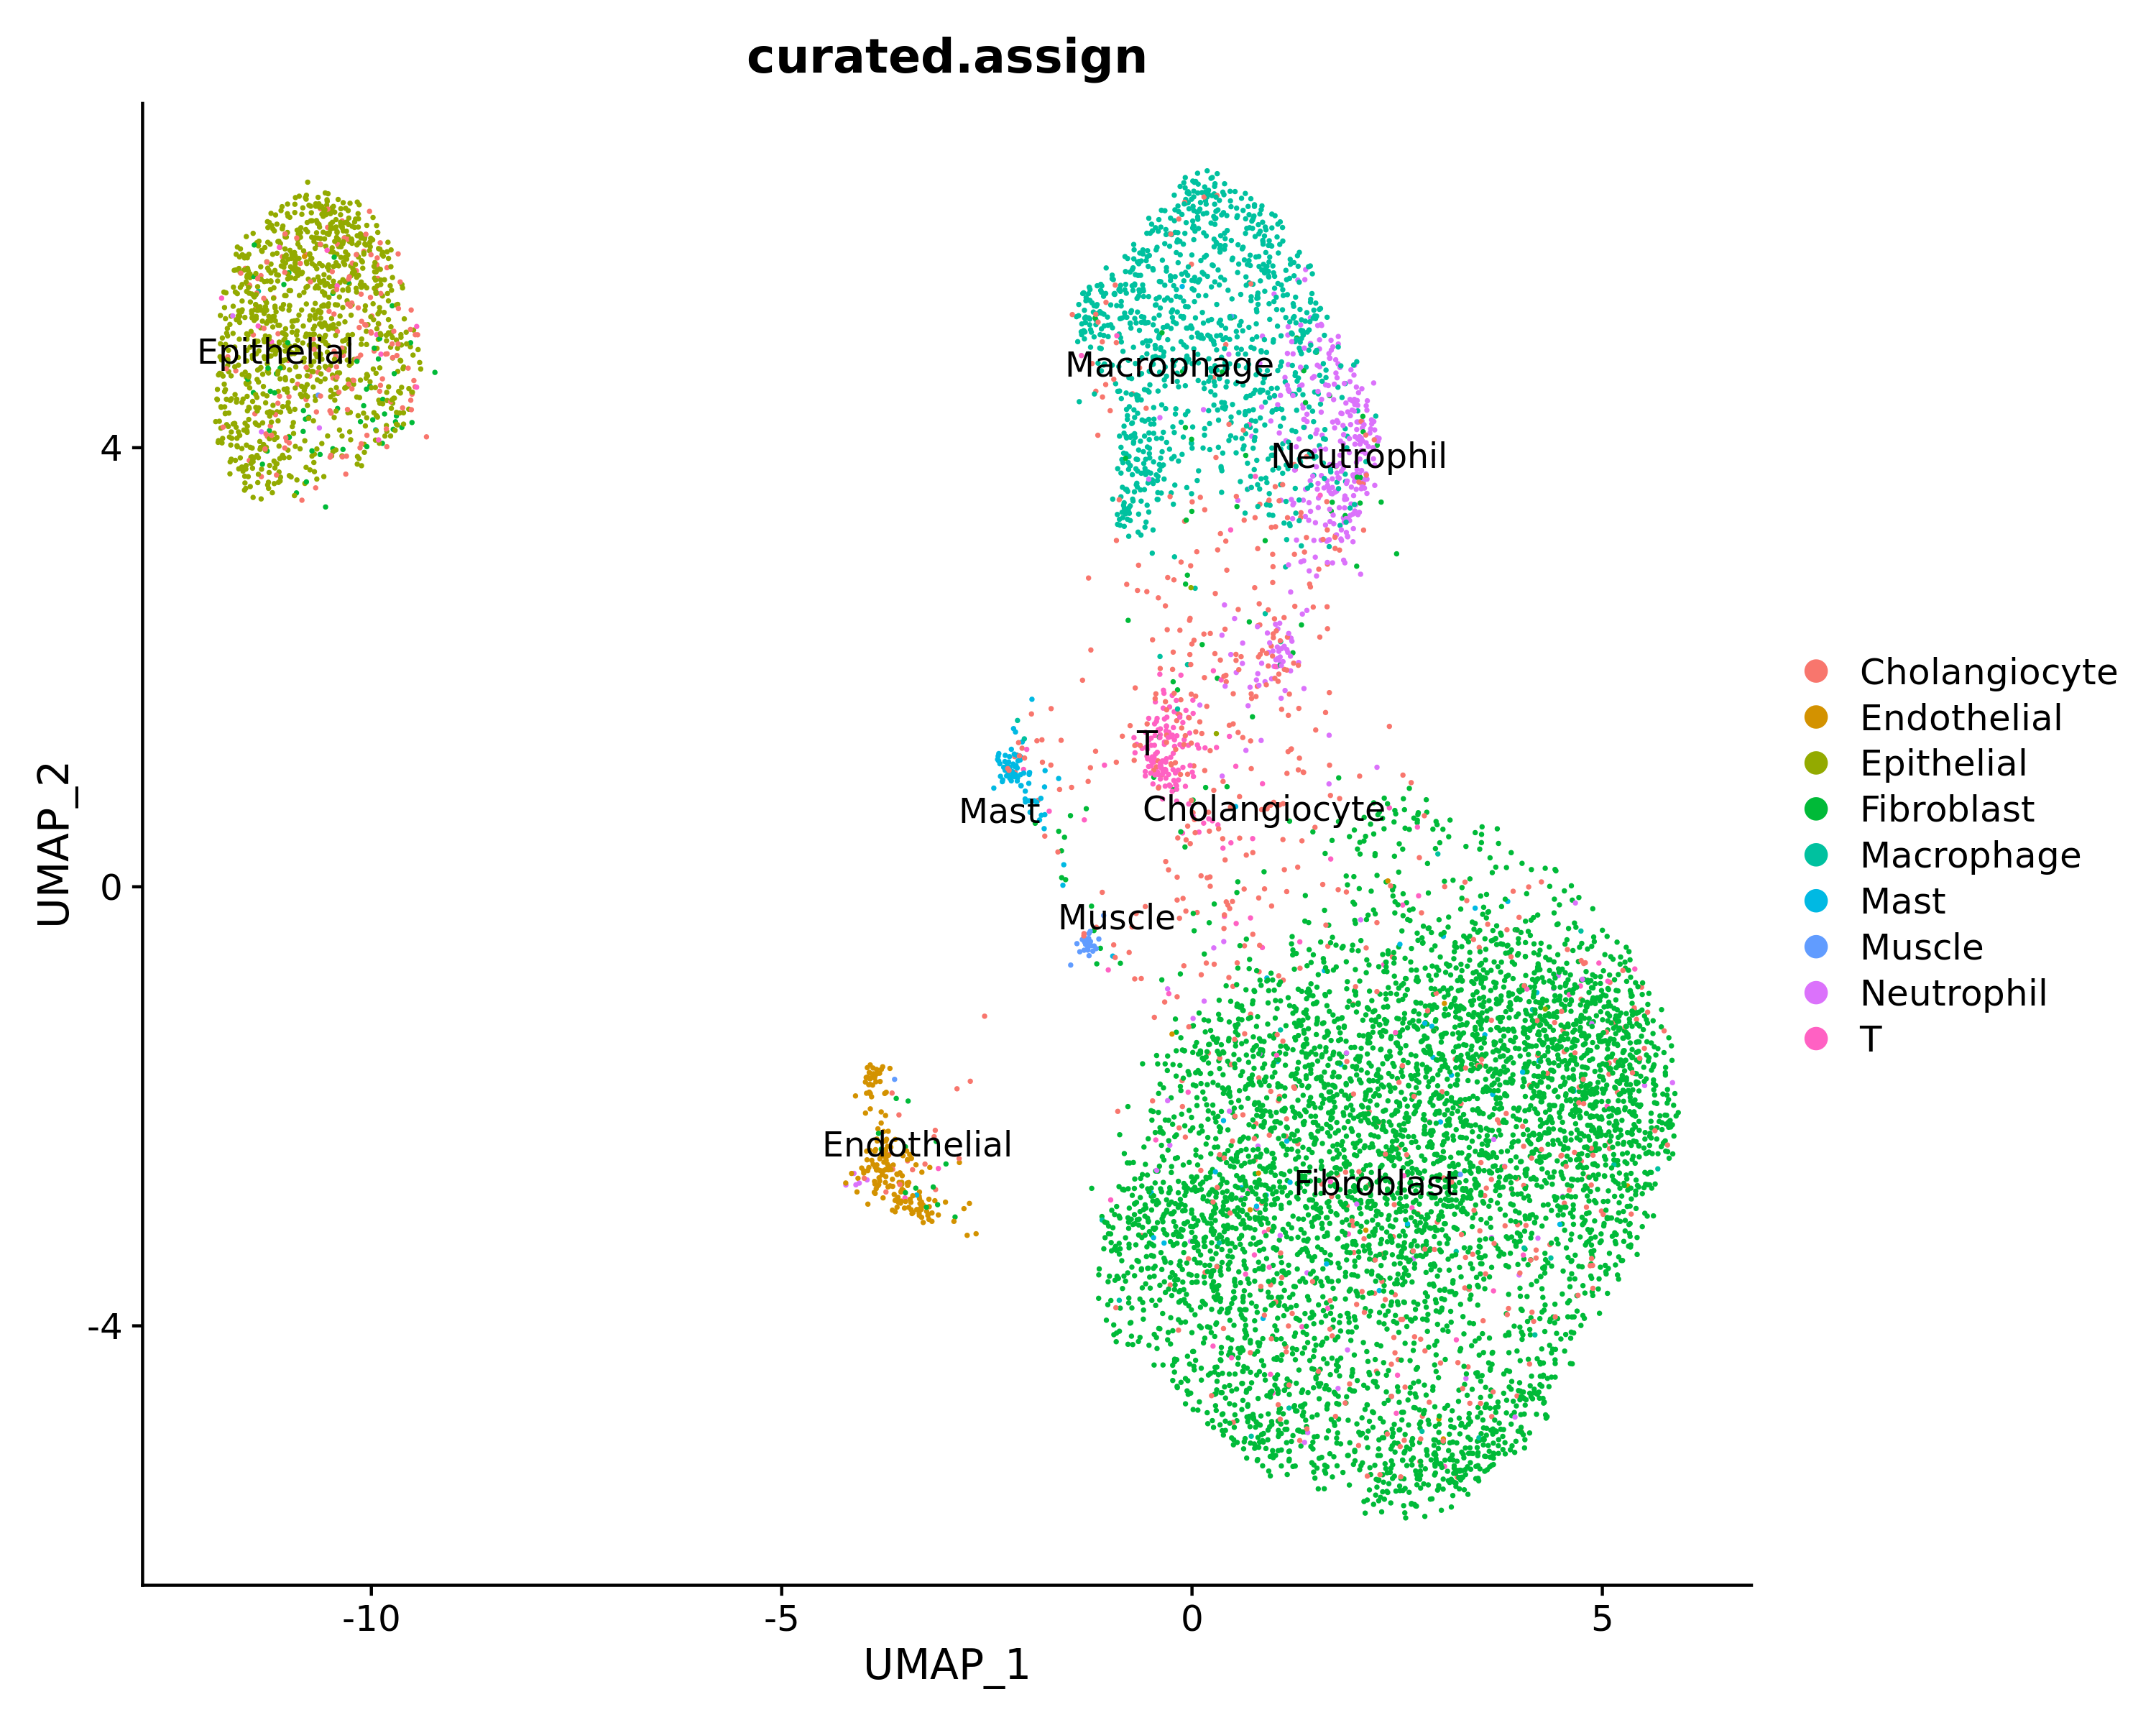 curated.assign
Epithelial
Macrophage
Neutrophil
T
Mast
Cholangiocyte
Muscle
Endothelial
Fibroblast
4
0
-4
UMAP_2
-10
-5
0
5
UMAP_1
Cholangiocyte
Endothelial
Epithelial
Fibroblast
Macrophage
Mast
Muscle
Neutrophil
T